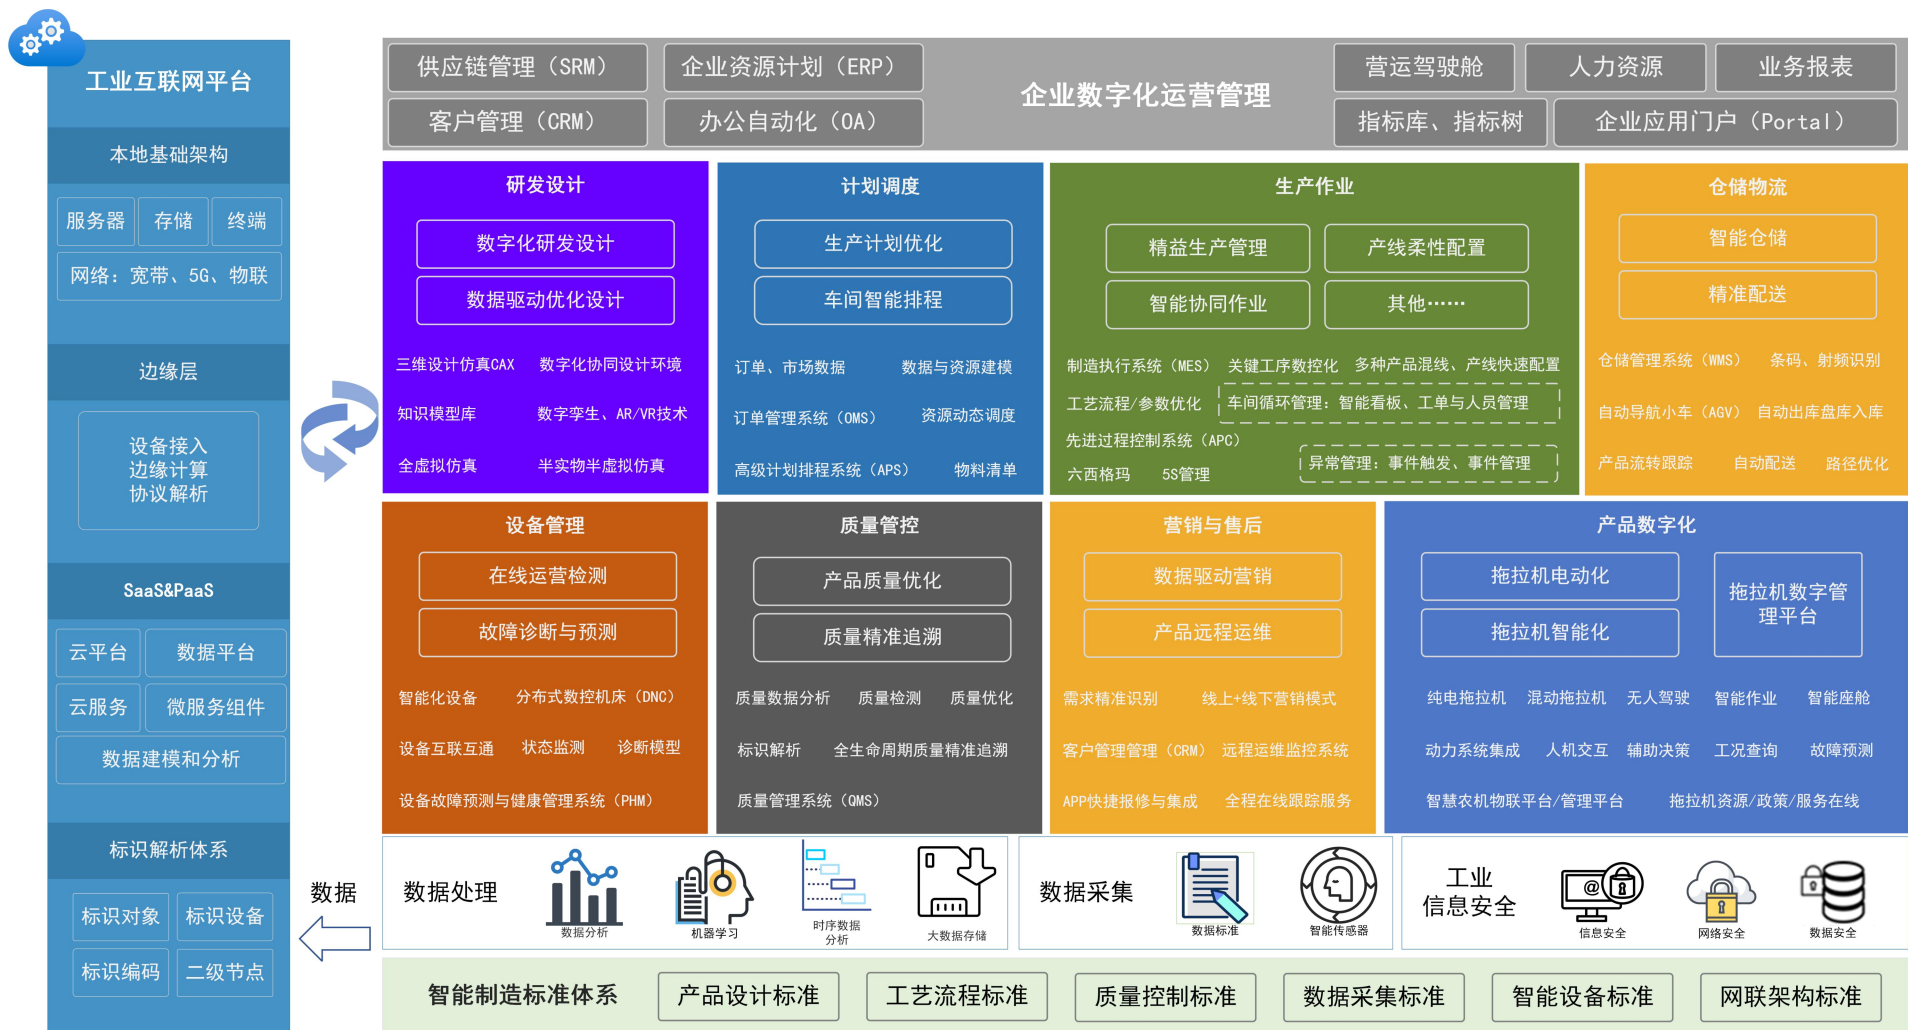 工业互联网平台
本地基础架构
服务器
存储
终端
网络：宽带、5G、物联
边缘层
设备接入
边缘计算
协议解析
SaaS&PaaS
云平台
数据平台
云服务
微服务组件
数据建模和分析
标识解析体系
标识对象
标识设备
标识编码
二级节点
数据
供应链管理（SRM）
企业资源计划（ERP）
客户管理（CRM）
办公自动化（OA）
企业数字化运营管理
营运驾驶舱
人力资源
业务报表
指标库、指标树
企业应用门户（Portal）
研发设计
数字化研发设计
数据驱动优化设计
三维设计仿真CAX
数字化协同设计环境
知识模型库
数字孪生、AR/VR技术
全虚拟仿真
半实物半虚拟仿真
计划调度
生产计划优化
车间智能排程
订单、市场数据
数据与资源建模
订单管理系统（OMS）
资源动态调度
高级计划排程系统（APS）
物料清单
生产作业
精益生产管理
产线柔性配置
智能协同作业
其他……
制造执行系统（MES）
关键工序数控化
多种产品混线、产线快速配置
工艺流程/参数优化
车间循环管理：智能看板、工单与人员管理
先进过程控制系统（APC）
异常管理：事件触发、事件管理
六西格玛
5S管理
仓储物流
智能仓储
精准配送
仓储管理系统（WMS）
条码、射频识别
自动导航小车（AGV）
自动出库盘库入库
产品流转跟踪
自动配送
路径优化
设备管理
在线运营检测
故障诊断与预测
智能化设备
分布式数控机床（DNC）
设备互联互通
状态监测
诊断模型
设备故障预测与健康管理系统（PHM）
质量管控
产品质量优化
质量精准追溯
质量数据分析
质量检测
质量优化
标识解析
全生命周期质量精准追溯
质量管理系统（QMS）
营销与售后
数据驱动营销
产品远程运维
需求精准识别
线上+线下营销模式
客户管理管理（CRM）
远程运维监控系统
APP快捷报修与集成
全程在线跟踪服务
产品数字化
拖拉机电动化
拖拉机智能化
拖拉机数字管
理平台
纯电拖拉机
混动拖拉机
无人驾驶
智能作业
智能座舱
动力系统集成
人机交互
辅助决策
工况查询
故障预测
智慧农机物联平台/管理平台
拖拉机资源/政策/服务在线
数据处理
数据分析
机器学习
时序数据
分析
大数据存储
数据采集
数据标准
智能传感器
工业
信息安全
@
信息安全
网络安全
数据安全
智能制造标准体系
产品设计标准
工艺流程标准
质量控制标准
数据采集标准
智能设备标准
网联架构标准